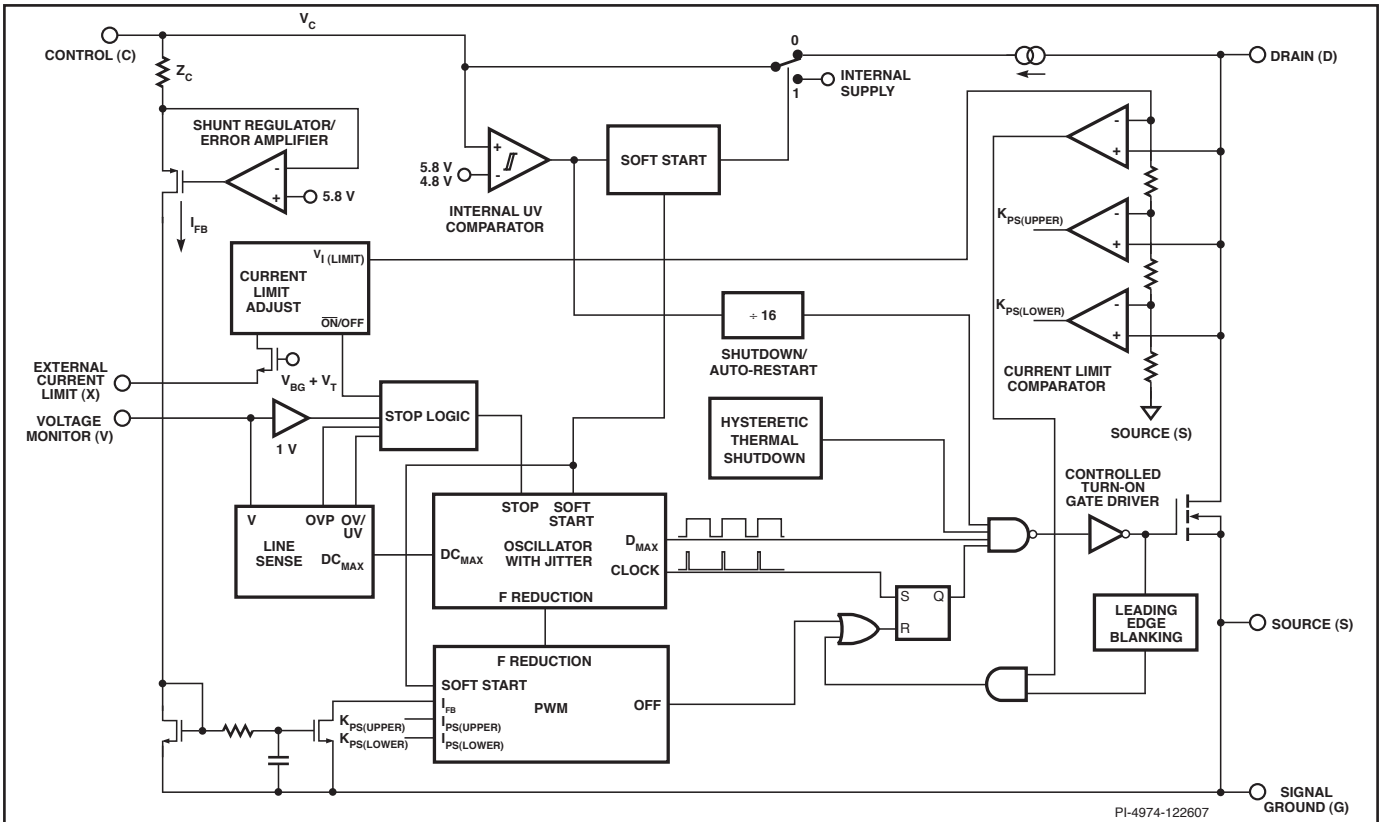 V_C
CONTROL (C)
Z_C
0
1
INTERNAL
SUPPLY
DRAIN (D)
SHUNT REGULATOR/
ERROR AMPLIFIER
-
+
5.8 V
I_FB
+
-
5.8 V
4.8 V
INTERNAL UV
COMPARATOR
SOFT START
-
+
K_PS(UPPER)
-
+
K_PS(LOWER)
-
+
CURRENT LIMIT
COMPARATOR
SOURCE (S)
V_I (LIMIT)
CURRENT
LIMIT
ADJUST
ON/OFF
V_BG + V_T
÷ 16
SHUTDOWN/
AUTO-RESTART
EXTERNAL
CURRENT
LIMIT (X)
VOLTAGE
MONITOR (V)
1 V
STOP LOGIC
HYSTERETIC
THERMAL
SHUTDOWN
CONTROLLED
TURN-ON
GATE DRIVER
V
OVP
OV/
UV
LINE
SENSE
DC_MAX
STOP
SOFT
START
DC_MAX
OSCILLATOR
WITH JITTER
D_MAX
CLOCK
F REDUCTION
S
Q
R
LEADING
EDGE
BLANKING
SOURCE (S)
F REDUCTION
SOFT START
PWM
OFF
I_FB
K_PS(UPPER)
I_PS(UPPER)
K_PS(LOWER)
I_PS(LOWER)
SIGNAL
GROUND (G)
PI-4974-122607